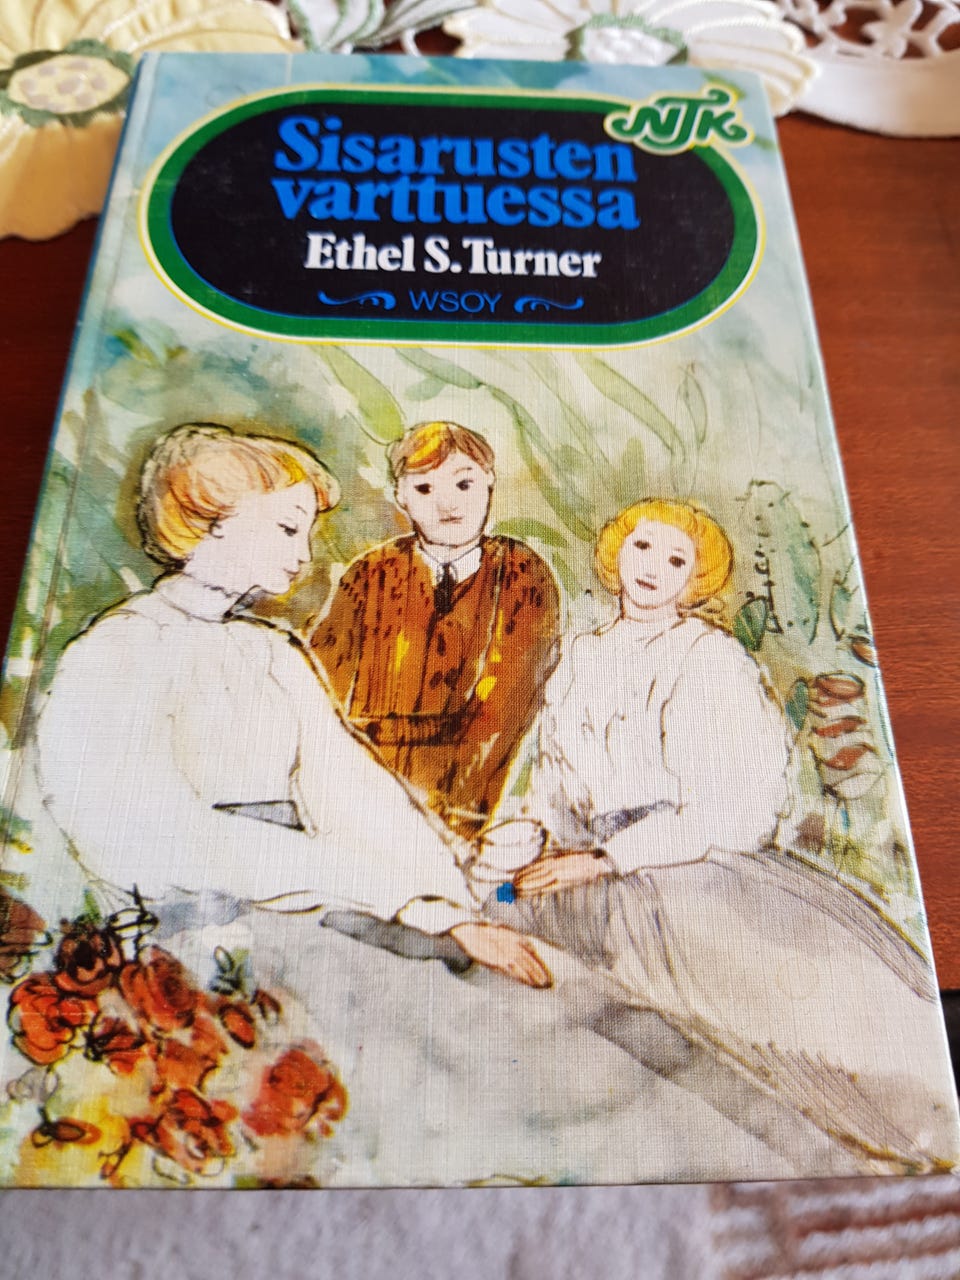 NTK
Sisarusten
varttuessa
Ethel S. Turner
WSOY